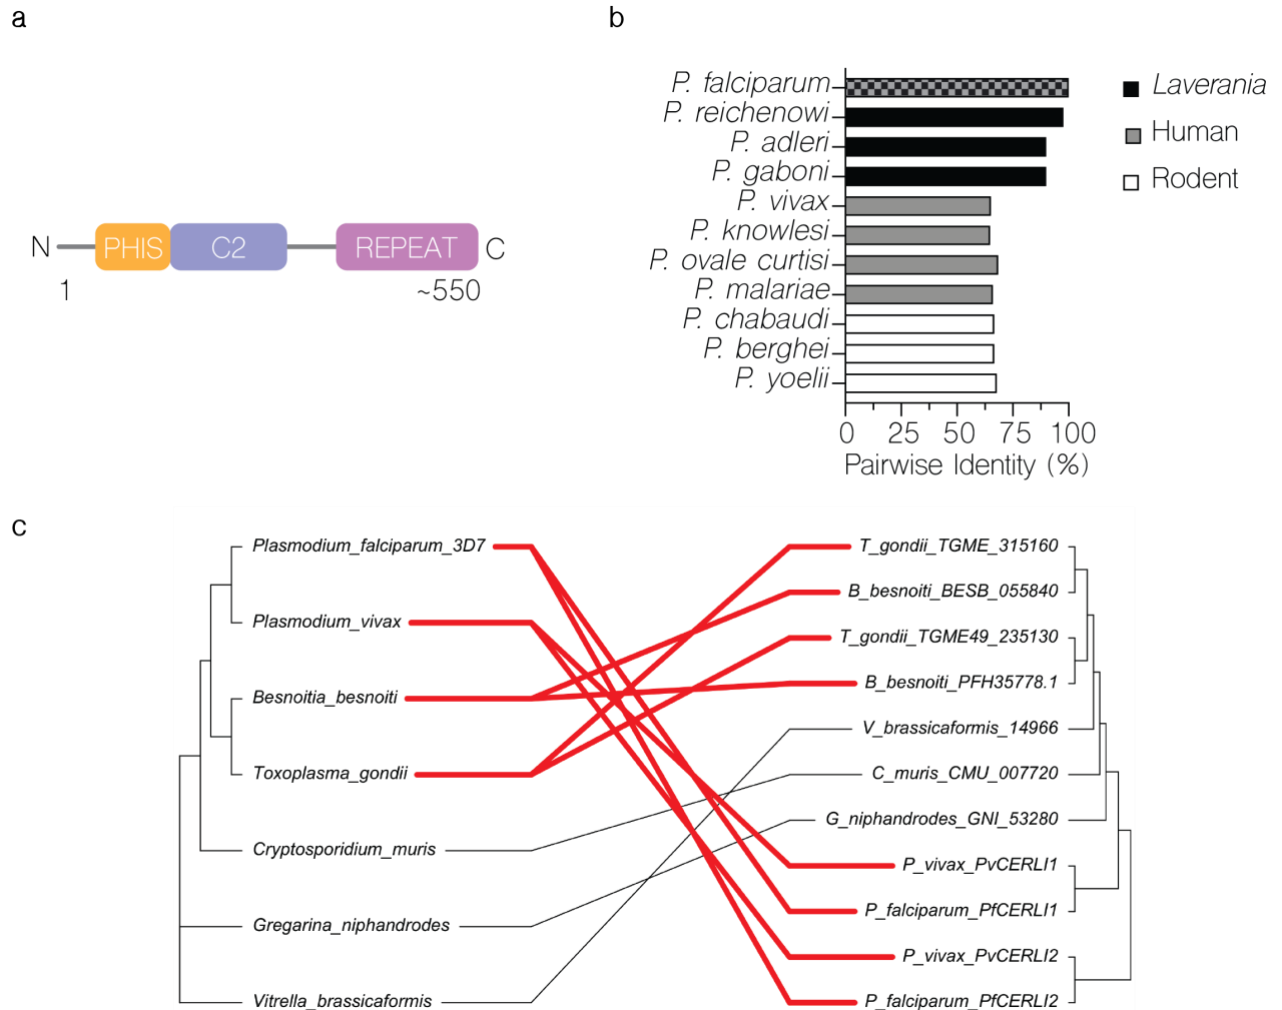 a
N PHIS C2 REPEAT C
1 ~550
b
P. falciparum
P. reichenowi
P. adleri
P. gaboni
P. vivax
P. knowlesi
P. ovale curtisi
P. malariae
P. chabaudi
P. berghei
P. yoelii
0 25 50 75 100
Pairwise Identity (%)
Laverania
Human
Rodent
c
Plasmodium_falciparum_3D7
Plasmodium_vivax
Besnoitia_besnoiti
Toxoplasma_gondii
Cryptosporidium_muris
Gregarina_niphandrodes
Vitrella_brassicaformis
T_gondii_TGME_315160
B_besnoiti_BESB_055840
T_gondii_TGME49_235130
B_besnoiti_PFH35778.1
V_brassicaformis_14966
C_muris_CMU_007720
G_niphandrodes_GNI_53280
P_vivax_PvCERLI1
P_falciparum_PfCERLI1
P_vivax_PvCERLI2
P_falciparum_PfCERLI2